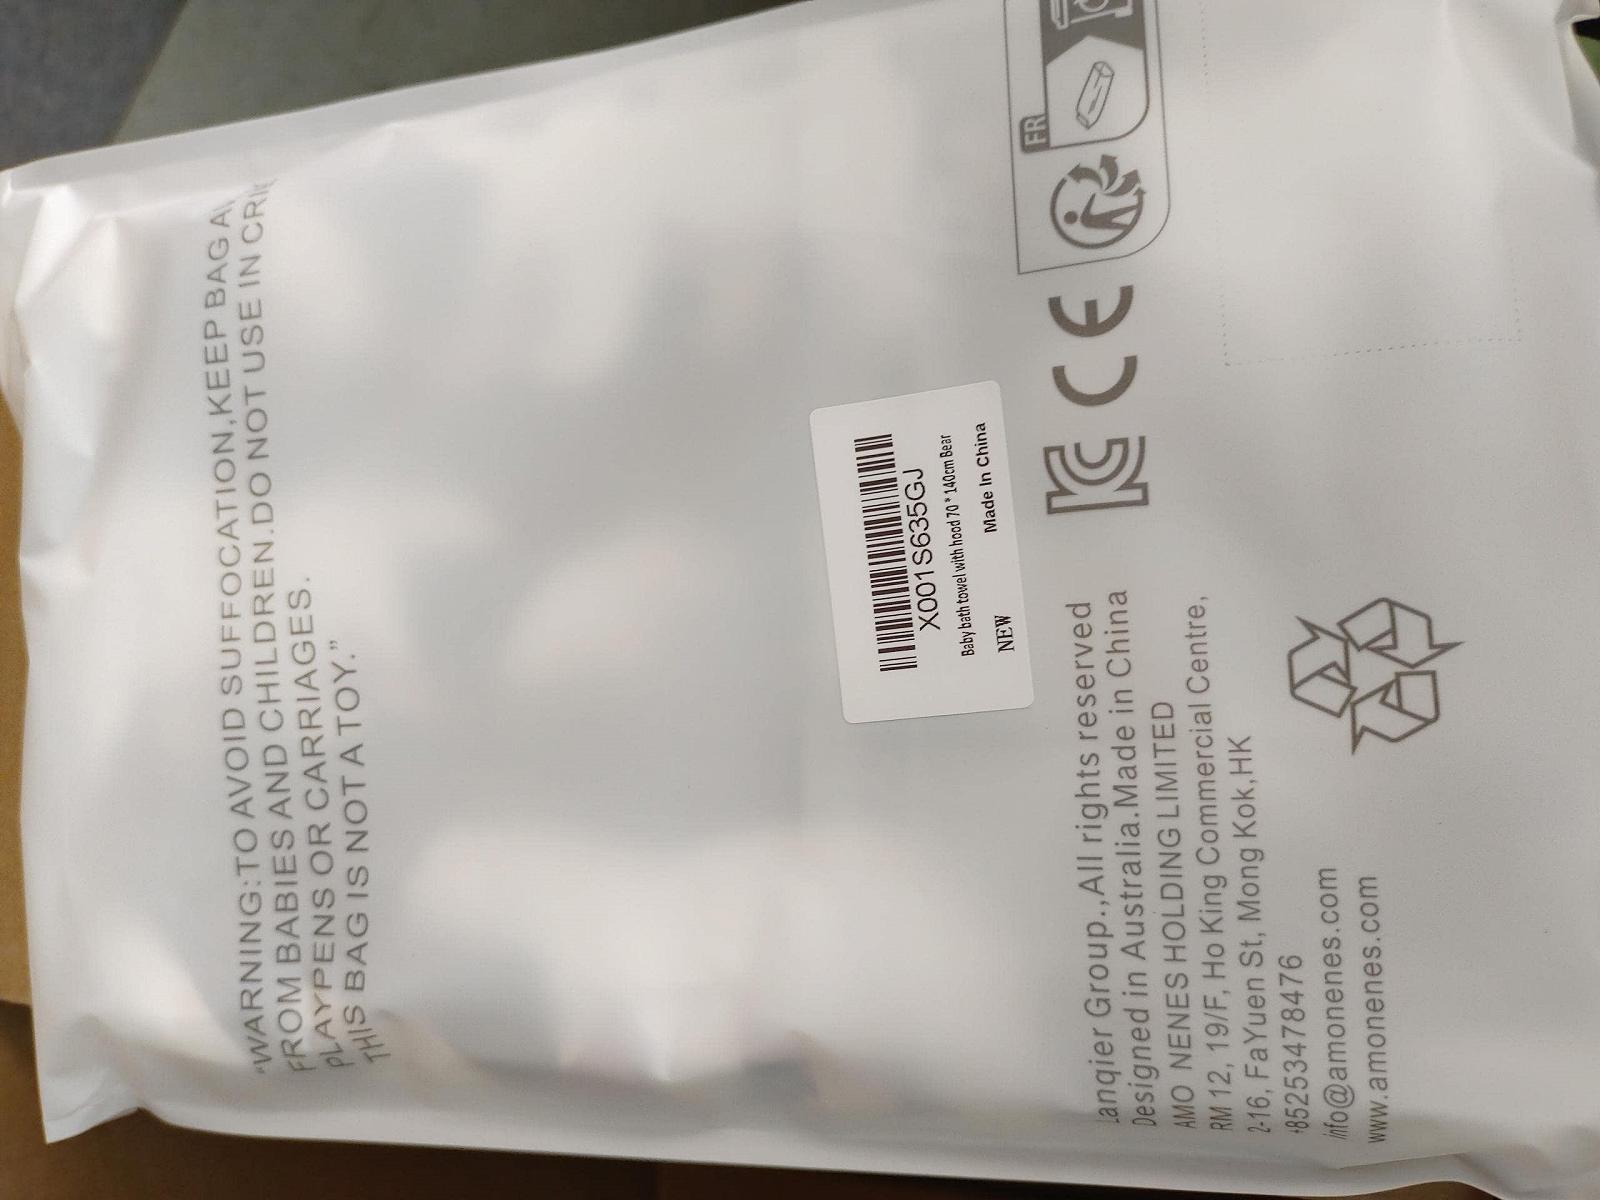 "WARNING:TO AVOID SUFFOCATION,KEEP BAG
FROM BABIES AND CHILDREN.DO NOT USE IN
PLAYPENS OR CARRIAGES.
THIS BAG IS NOT A TOY."
X001S635GJ
Baby bath towel with hood 70 * 140cm Bear
NEW Made In China
Lanqier Group.,All rights reserved
Designed in Australia.Made in China
AMO NENES HOLDING LIMITED
RM 12, 19/F, Ho King Commercial Centre,
2-16, FaYuen St, Mong Kok,HK
+85253478476
info@amonenes.com
www.amonenes.com
CE
FR